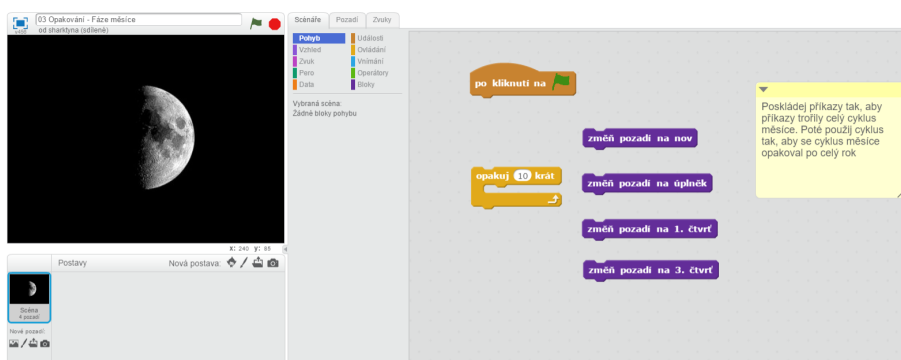 03 Opakování - Fáze měsíce
od sharktyna (sdílené)
v456
Scénáře Pozadí Zvuky
Pohyb Události
Vzhled Ovládání
Zvuk Vnímání
Pero Operátory
Data Bloky
Vybraná scéna:
Žádné bloky pohybu
po kliknutí na
změň pozadí na nov
opakuj 10 krát
změň pozadí na úplněk
změň pozadí na 1. čtvrť
změň pozadí na 3. čtvrť
Poskládej příkazy tak, aby
příkazy trořily celý cyklus
měsíce. Poté použij cyklus
tak, aby se cyklus měsíce
opakoval po celý rok
x: 240 y: 85
Postavy Nová postava:
Scéna
4 pozadí
Nové pozadí: